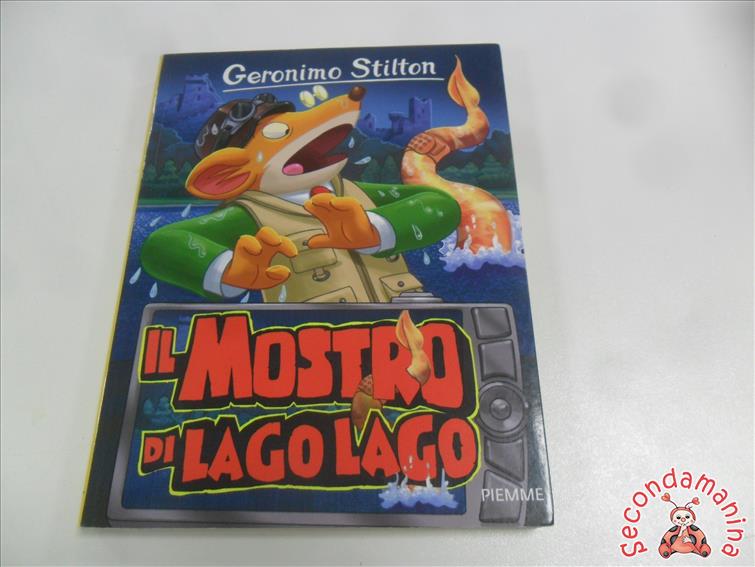 Geronimo Stilton
IL MOSTRO
DI LAGO LAGO
PIEMME
Secondamanina